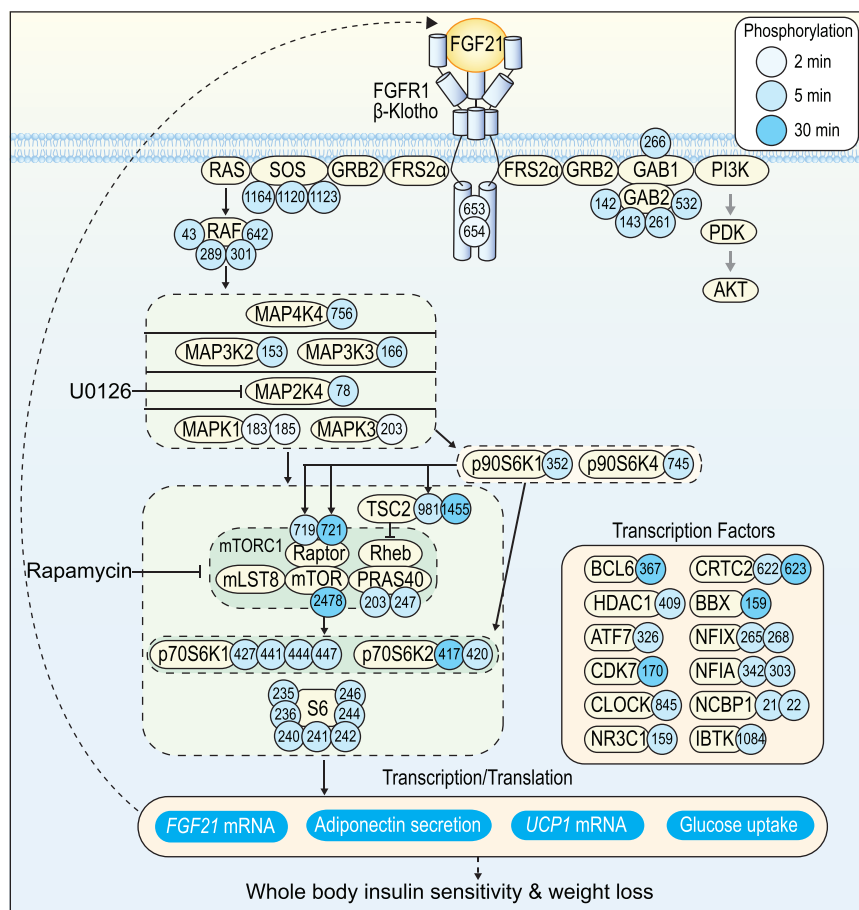 Phosphorylation
2 min
5 min
30 min
FGF21
FGFR1
β-Klotho
266
RAS SOS GRB2 FRS2α FRS2α GRB2 GAB1 PI3K
1164 1120 1123
653
654
142 GAB2 532
143 261
43 RAF 642
289 301
PDK
AKT
MAP4K4 756
MAP3K2 153 MAP3K3 166
U0126
MAP2K4 78
MAPK1 183 185 MAPK3 203
p90S6K1 352 p90S6K4 745
TSC2 981 1455
719 721
mTORC1
Raptor Rheb
Rapamycin
mLST8 mTOR PRAS40
2478 203 247
p70S6K1 427 441 444 447 p70S6K2 417 420
235 246
236 S6 244
240 241 242
Transcription Factors
BCL6 367 CRTC2 622 623
HDAC1 409 BBX 159
ATF7 326 NFIX 265 268
CDK7 170 NFIA 342 303
CLOCK 845 NCBP1 21 22
NR3C1 159 IBTK 1084
Transcription/Translation
FGF21 mRNA Adiponectin secretion UCP1 mRNA Glucose uptake
Whole body insulin sensitivity & weight loss